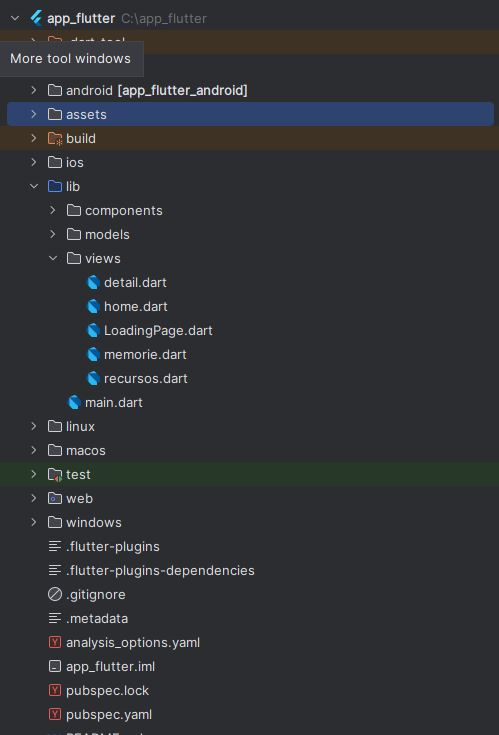 app_flutter C:\app_flutter
.dart_tool
More tool windows
android [app_flutter_android]
assets
build
ios
lib
components
models
views
detail.dart
home.dart
LoadingPage.dart
memorie.dart
recursos.dart
main.dart
linux
macos
test
web
windows
.flutter-plugins
.flutter-plugins-dependencies
.gitignore
.metadata
analysis_options.yaml
app_flutter.iml
pubspec.lock
pubspec.yaml